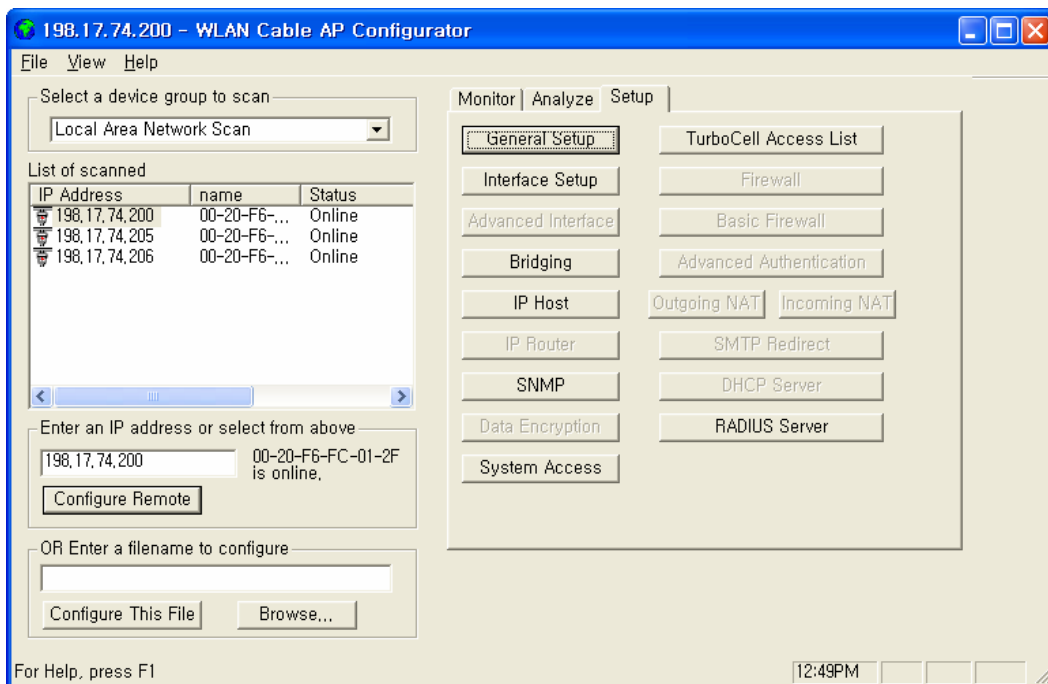 198.17.74.200 - WLAN Cable AP Configurator
File View Help
Select a device group to scan
Local Area Network Scan
List of scanned
IP Address name Status
198,17,74,200 00-20-F6-,,, Online
198,17,74,205 00-20-F6-,,, Online
198,17,74,206 00-20-F6-,,, Online
Enter an IP address or select from above
198,17,74,200
00-20-F6-FC-01-2F
is online,
Configure Remote
OR Enter a filename to configure
Configure This File Browse,,,
Monitor Analyze Setup
General Setup TurboCell Access List
Interface Setup Firewall
Advanced Interface Basic Firewall
Bridging Advanced Authentication
IP Host Outgoing NAT Incoming NAT
IP Router SMTP Redirect
SNMP DHCP Server
Data Encryption RADIUS Server
System Access
For Help, press F1 12:49PM